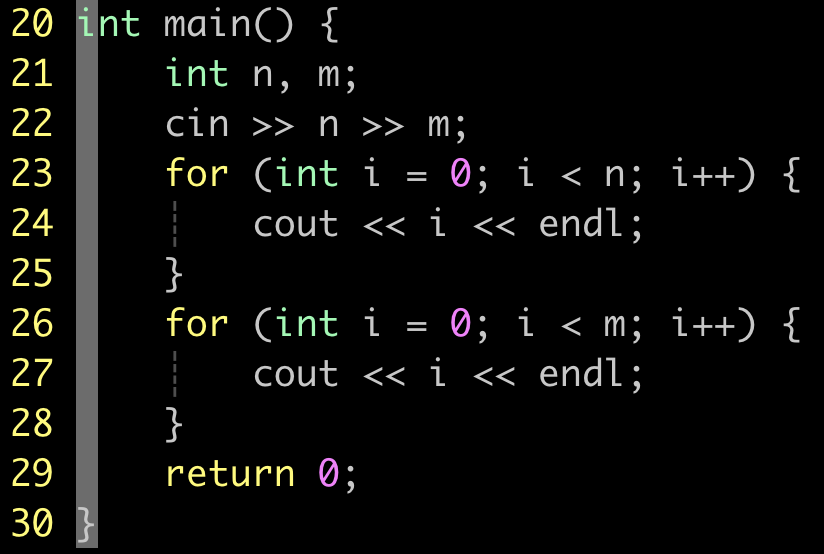 20 int main() {
21     int n, m;
22     cin >> n >> m;
23     for (int i = 0; i < n; i++) {
24         cout << i << endl;
25     }
26     for (int i = 0; i < m; i++) {
27         cout << i << endl;
28     }
29     return 0;
30 }